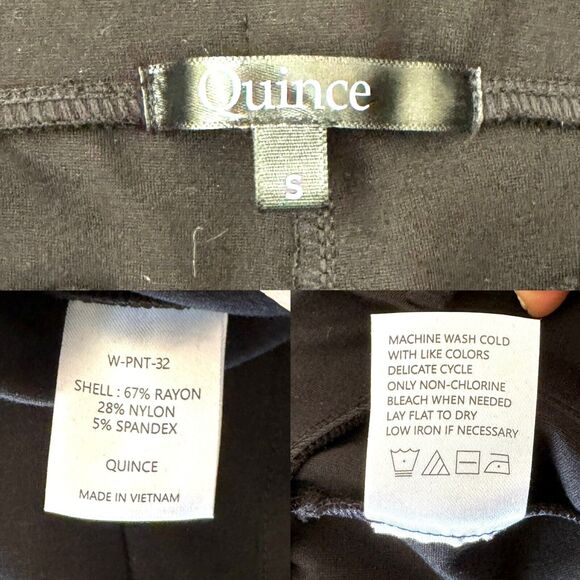 Quince
S
W-PNT-32
SHELL : 67% RAYON
28% NYLON
5% SPANDEX
QUINCE
MADE IN VIETNAM
MACHINE WASH COLD
WITH LIKE COLORS
DELICATE CYCLE
ONLY NON-CHLORINE
BLEACH WHEN NEEDED
LAY FLAT TO DRY
LOW IRON IF NECESSARY